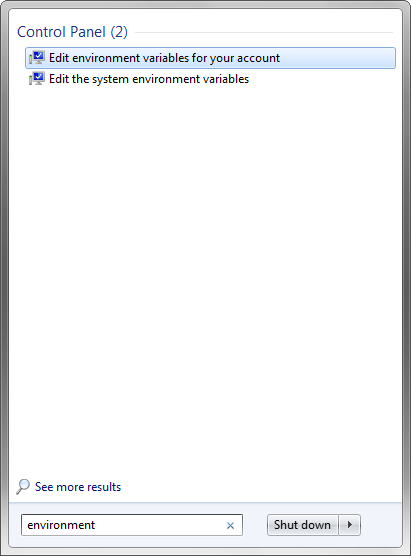 Control Panel (2)
Edit environment variables for your account
Edit the system environment variables
See more results
environment
Shut down